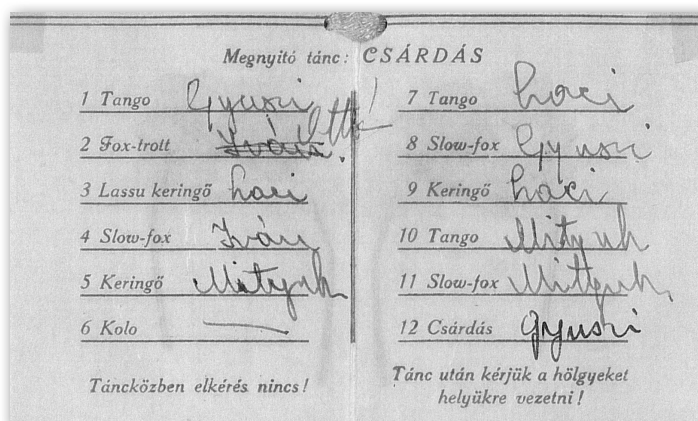 Megnyitó tánc: CSÁRDÁS
1 Tango Gyuszi
2 Fox-trott Iván
3 Lassu keringő Laci
4 Slow-fox Iván
5 Keringő Mityuk
6 Kolo —
Táncközben elkérés nincs!
7 Tango Laci
8 Slow-fox Gyuszi
9 Keringő Laci
10 Tango Mityuk
11 Slow-fox Mityuk
12 Csárdás Gyuszi
Tánc után kérjük a hölgyeket
helyükre vezetni!